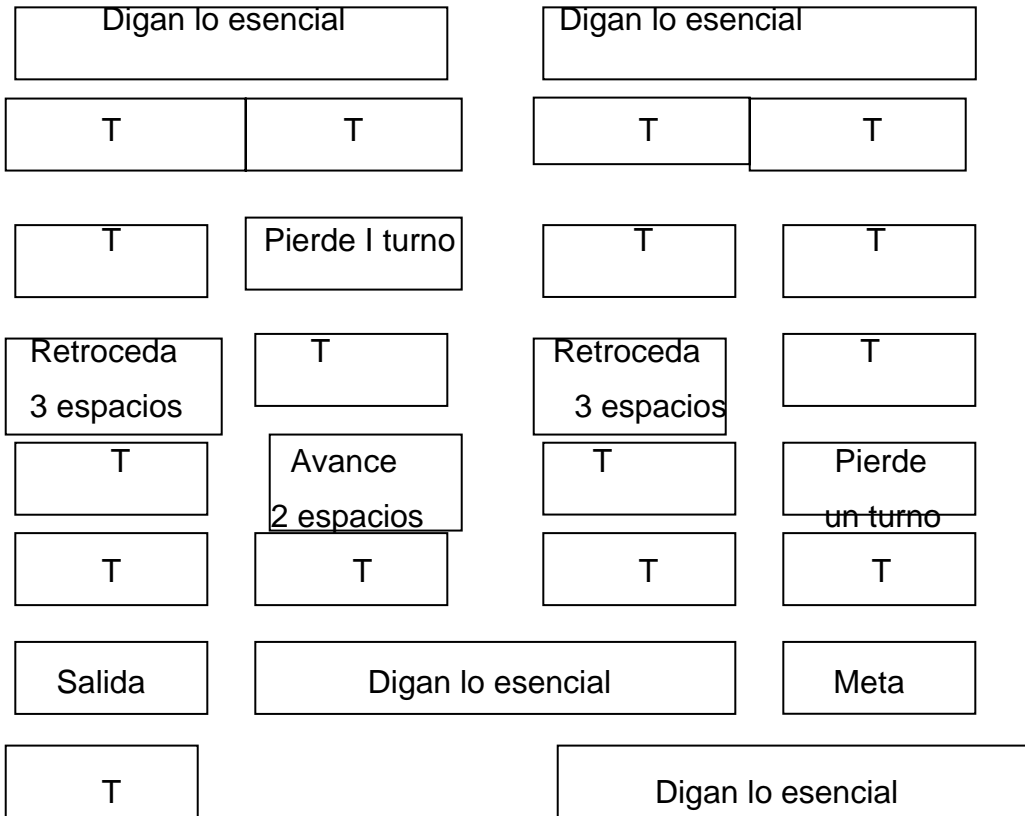 Digan lo esencial Digan lo esencial
T T T T
T Pierde I turno T T
Retroceda T Retroceda T
3 espacios 3 espacios
T Avance T Pierde
2 espacios un turno
T T T T
Salida Digan lo esencial Meta
T Digan lo esencial